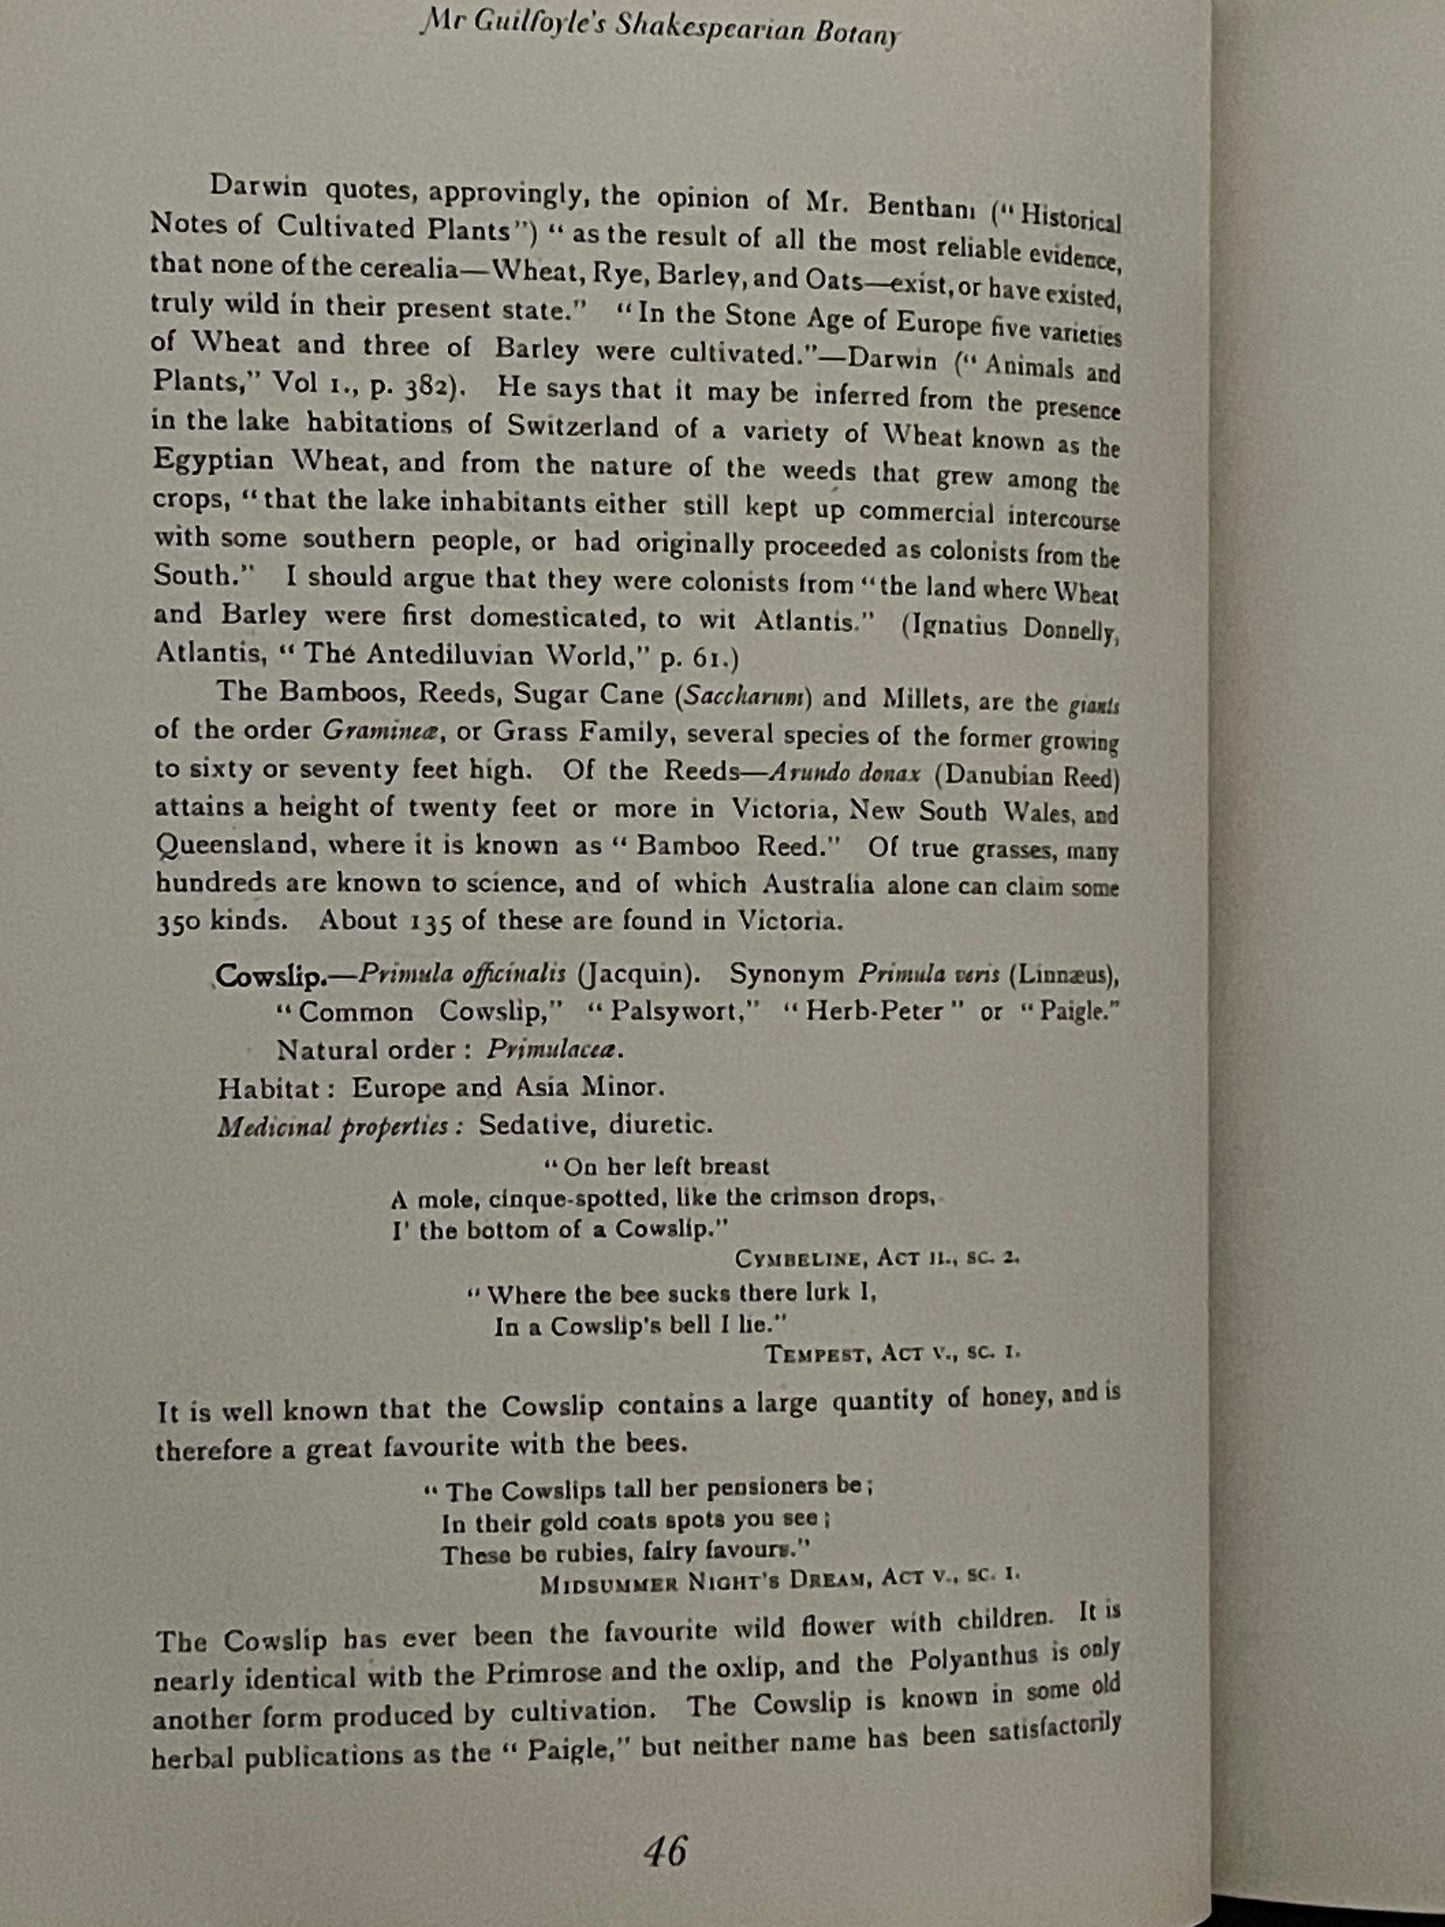 Mr Guilfoyle's Shakespearian Botany
Darwin quotes, approvingly, the opinion of Mr. Bentham ("Historical
Notes of Cultivated Plants") "as the result of all the most reliable evidence,
that none of the cerealia—Wheat, Rye, Barley, and Oats—exist, or have existed,
truly wild in their present state." "In the Stone Age of Europe five varieties
of Wheat and three of Barley were cultivated."—Darwin ("Animals and
Plants," Vol I., p. 382). He says that it may be inferred from the presence
in the lake habitations of Switzerland of a variety of Wheat known as the
Egyptian Wheat, and from the nature of the weeds that grew among the
crops, "that the lake inhabitants either still kept up commercial intercourse
with some southern people, or had originally proceeded as colonists from the
South." I should argue that they were colonists from "the land where Wheat
and Barley were first domesticated, to wit Atlantis." (Ignatius Donnelly,
Atlantis, "The Antediluvian World," p. 61.)
The Bamboos, Reeds, Sugar Cane (Saccharum) and Millets, are the giants
of the order Gramineæ, or Grass Family, several species of the former growing
to sixty or seventy feet high. Of the Reeds—Arundo donax (Danubian Reed)
attains a height of twenty feet or more in Victoria, New South Wales, and
Queensland, where it is known as "Bamboo Reed." Of true grasses, many
hundreds are known to science, and of which Australia alone can claim some
350 kinds. About 135 of these are found in Victoria.
Cowslip.—Primula officinalis (Jacquin). Synonym Primula veris (Linnæus),
"Common Cowslip," "Palsywort," "Herb-Peter" or "Paigle."
Natural order: Primulaceæ.
Habitat: Europe and Asia Minor.
Medicinal properties: Sedative, diuretic.
"On her left breast
A mole, cinque-spotted, like the crimson drops,
I' the bottom of a Cowslip."
CYMBELINE, ACT II., SC. 2.
"Where the bee sucks there lurk I,
In a Cowslip's bell I lie."
TEMPEST, ACT V., SC. I.
It is well known that the Cowslip contains a large quantity of honey, and is
therefore a great favourite with the bees.
"The Cowslips tall her pensioners be;
In their gold coats spots you see;
These be rubies, fairy favours."
MIDSUMMER NIGHT'S DREAM, ACT V., SC. I.
The Cowslip has ever been the favourite wild flower with children. It is
nearly identical with the Primrose and the oxlip, and the Polyanthus is only
another form produced by cultivation. The Cowslip is known in some old
herbal publications as the "Paigle," but neither name has been satisfactorily
46